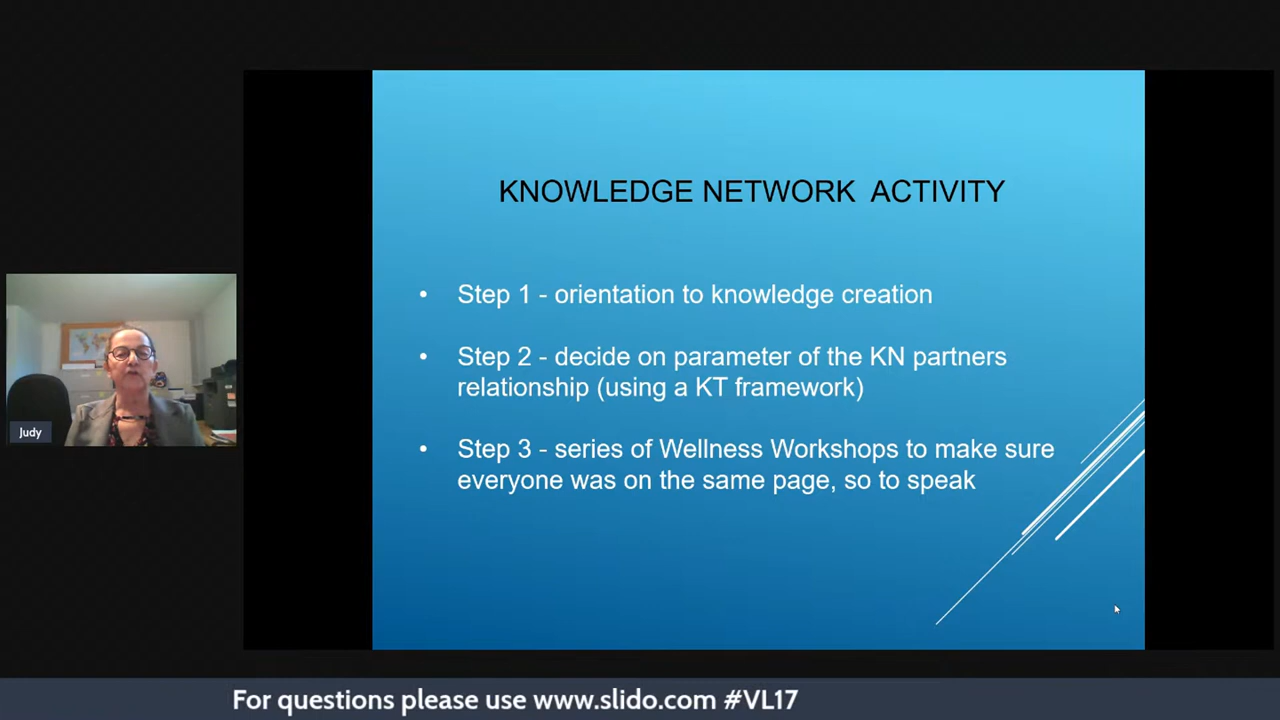 KNOWLEDGE NETWORK ACTIVITY
• Step 1 - orientation to knowledge creation
• Step 2 - decide on parameter of the KN partners
relationship (using a KT framework)
• Step 3 - series of Wellness Workshops to make sure
everyone was on the same page, so to speak
Judy
For questions please use www.slido.com #VL17